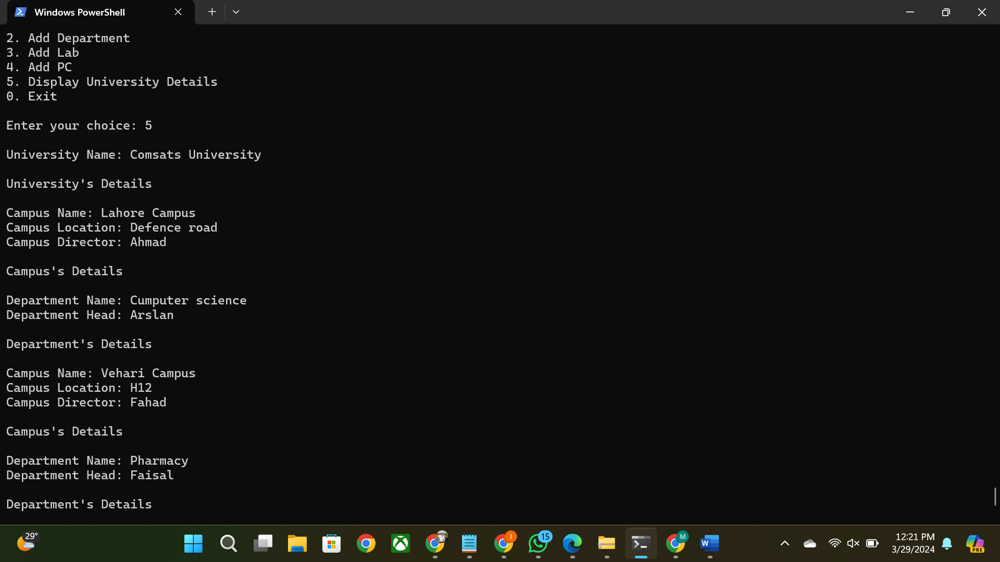 Windows PowerShell
2. Add Department
3. Add Lab
4. Add PC
5. Display University Details
0. Exit
Enter your choice: 5
University Name: Comsats University
University's Details
Campus Name: Lahore Campus
Campus Location: Defence road
Campus Director: Ahmad
Campus's Details
Department Name: Cumputer science
Department Head: Arslan
Department's Details
Campus Name: Vehari Campus
Campus Location: H12
Campus Director: Fahad
Campus's Details
Department Name: Pharmacy
Department Head: Faisal
Department's Details
29°
I
15
M
W
12:21 PM
3/29/2024
PRE